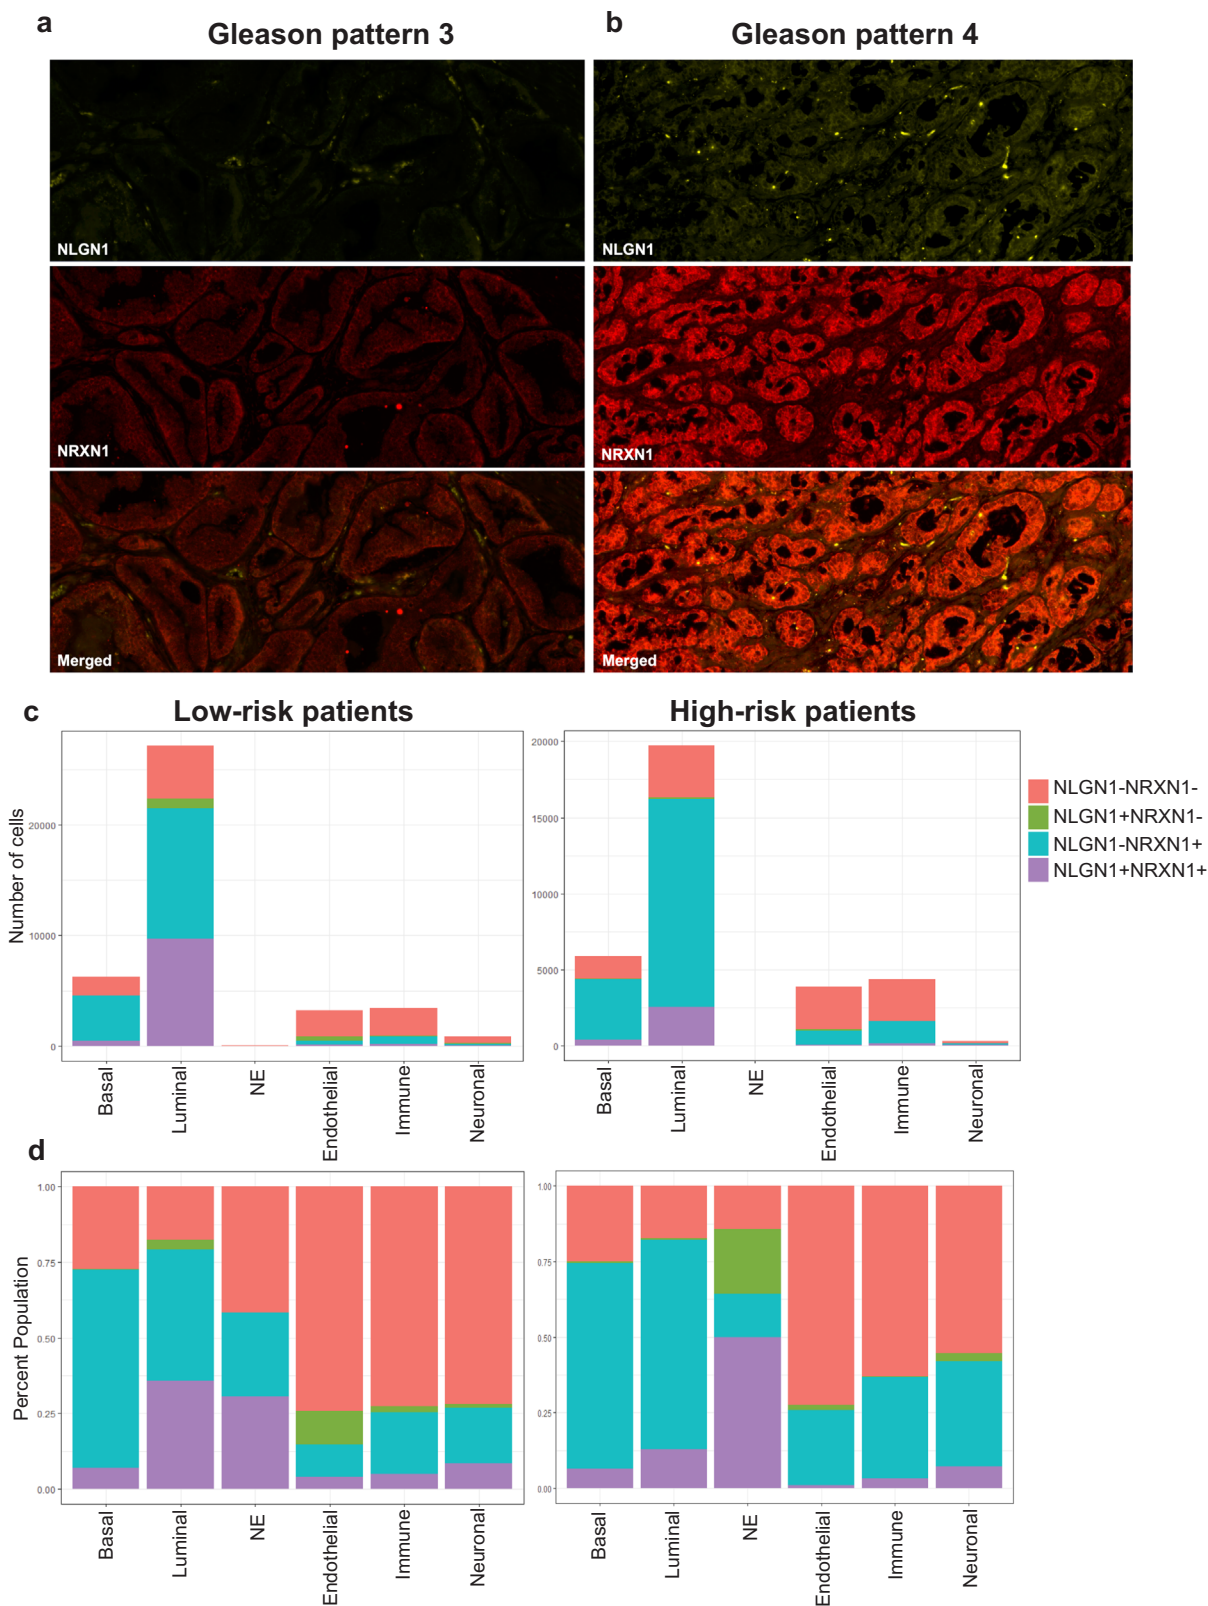 a
Gleason pattern 3
b
Gleason pattern 4
NLGN1
NLGN1
NRXN1
NRXN1
Merged
Merged
c
Low-risk patients
High-risk patients
Number of cells
20000
10000
0
Basal
Luminal
NE
Endothelial
Immune
Neuronal
20000
15000
10000
5000
0
Basal
Luminal
NE
Endothelial
Immune
Neuronal
NLGN1-NRXN1-
NLGN1+NRXN1-
NLGN1-NRXN1+
NLGN1+NRXN1+
d
Percent Population
1.00
0.75
0.50
0.25
0.00
Basal
Luminal
NE
Endothelial
Immune
Neuronal
1.00
0.75
0.50
0.25
0.00
Basal
Luminal
NE
Endothelial
Immune
Neuronal